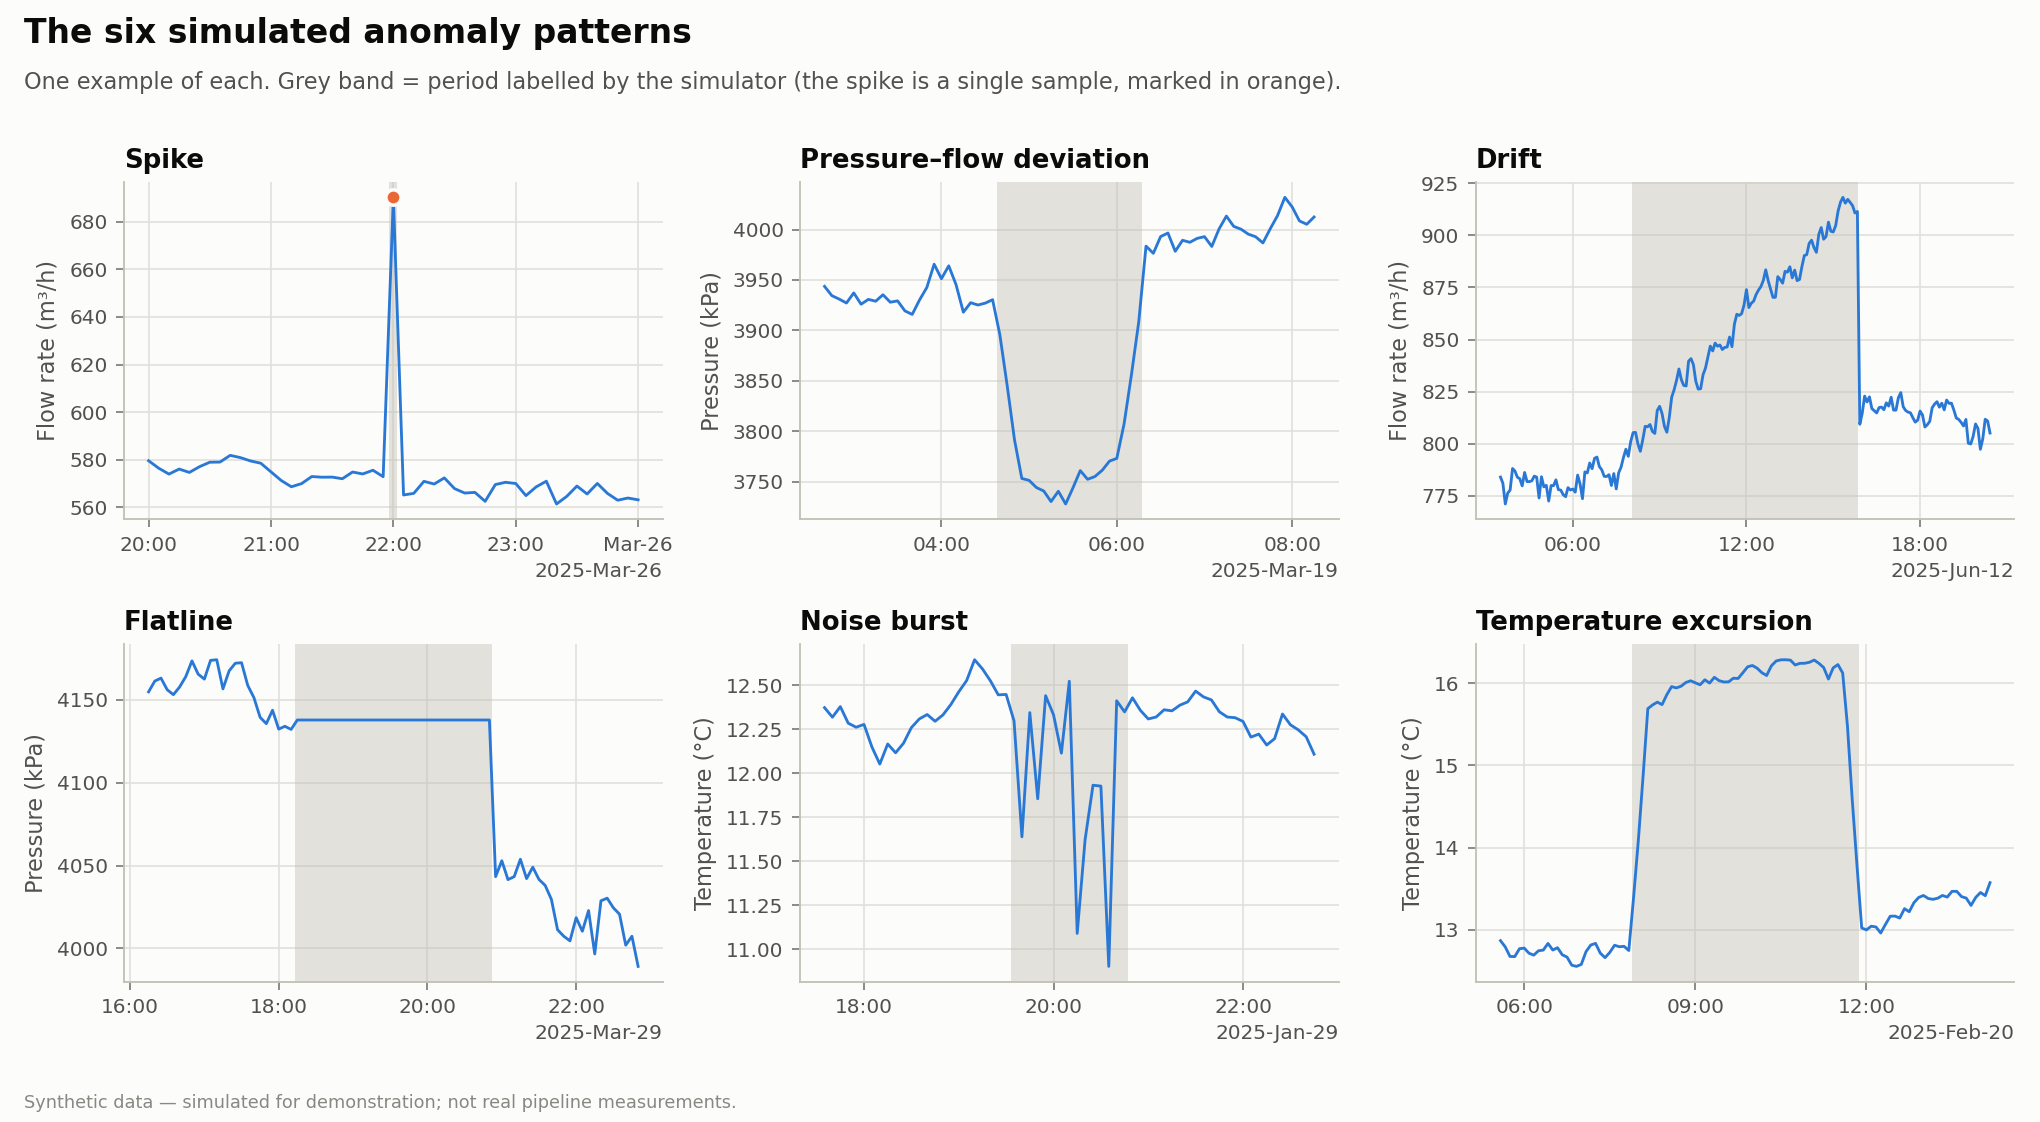 The six simulated anomaly patterns
One example of each. Grey band = period labelled by the simulator (the spike is a single sample, marked in orange).
Spike
Flow rate (m³/h)
680
660
640
620
600
580
560
20:00 21:00 22:00 23:00 Mar-26
2025-Mar-26
Pressure–flow deviation
Pressure (kPa)
4000
3950
3900
3850
3800
3750
04:00 06:00 08:00
2025-Mar-19
Drift
Flow rate (m³/h)
925
900
875
850
825
800
775
06:00 12:00 18:00
2025-Jun-12
Flatline
Pressure (kPa)
4150
4100
4050
4000
16:00 18:00 20:00 22:00
2025-Mar-29
Noise burst
Temperature (°C)
12.50
12.25
12.00
11.75
11.50
11.25
11.00
18:00 20:00 22:00
2025-Jan-29
Temperature excursion
Temperature (°C)
16
15
14
13
06:00 09:00 12:00
2025-Feb-20
Synthetic data — simulated for demonstration; not real pipeline measurements.